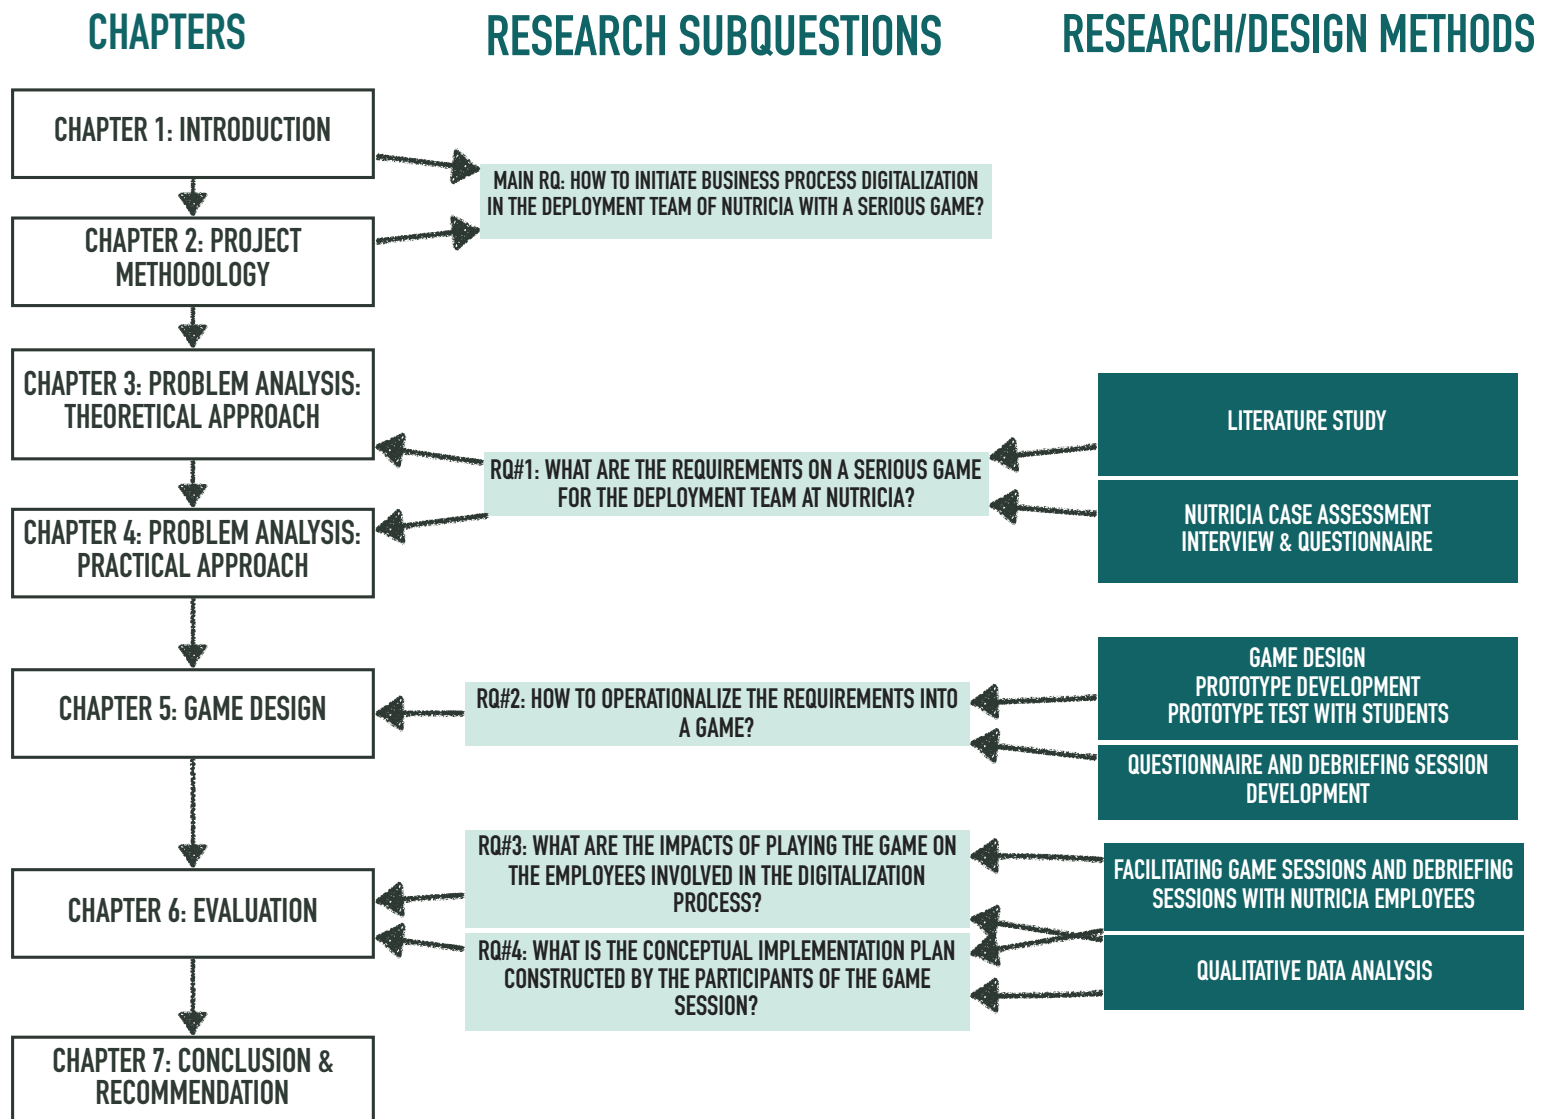 CHAPTERS
RESEARCH SUBQUESTIONS
RESEARCH/DESIGN METHODS
CHAPTER 1: INTRODUCTION
MAIN RQ: HOW TO INITIATE BUSINESS PROCESS DIGITALIZATION
IN THE DEPLOYMENT TEAM OF NUTRICIA WITH A SERIOUS GAME?
CHAPTER 2: PROJECT
METHODOLOGY
CHAPTER 3: PROBLEM ANALYSIS:
THEORETICAL APPROACH
LITERATURE STUDY
RQ#1: WHAT ARE THE REQUIREMENTS ON A SERIOUS GAME
FOR THE DEPLOYMENT TEAM AT NUTRICIA?
CHAPTER 4: PROBLEM ANALYSIS:
PRACTICAL APPROACH
NUTRICIA CASE ASSESSMENT
INTERVIEW & QUESTIONNAIRE
CHAPTER 5: GAME DESIGN
RQ#2: HOW TO OPERATIONALIZE THE REQUIREMENTS INTO
A GAME?
GAME DESIGN
PROTOTYPE DEVELOPMENT
PROTOTYPE TEST WITH STUDENTS
QUESTIONNAIRE AND DEBRIEFING SESSION
DEVELOPMENT
CHAPTER 6: EVALUATION
RQ#3: WHAT ARE THE IMPACTS OF PLAYING THE GAME ON
THE EMPLOYEES INVOLVED IN THE DIGITALIZATION
PROCESS?
FACILITATING GAME SESSIONS AND DEBRIEFING
SESSIONS WITH NUTRICIA EMPLOYEES
RQ#4: WHAT IS THE CONCEPTUAL IMPLEMENTATION PLAN
CONSTRUCTED BY THE PARTICIPANTS OF THE GAME
SESSION?
QUALITATIVE DATA ANALYSIS
CHAPTER 7: CONCLUSION &
RECOMMENDATION